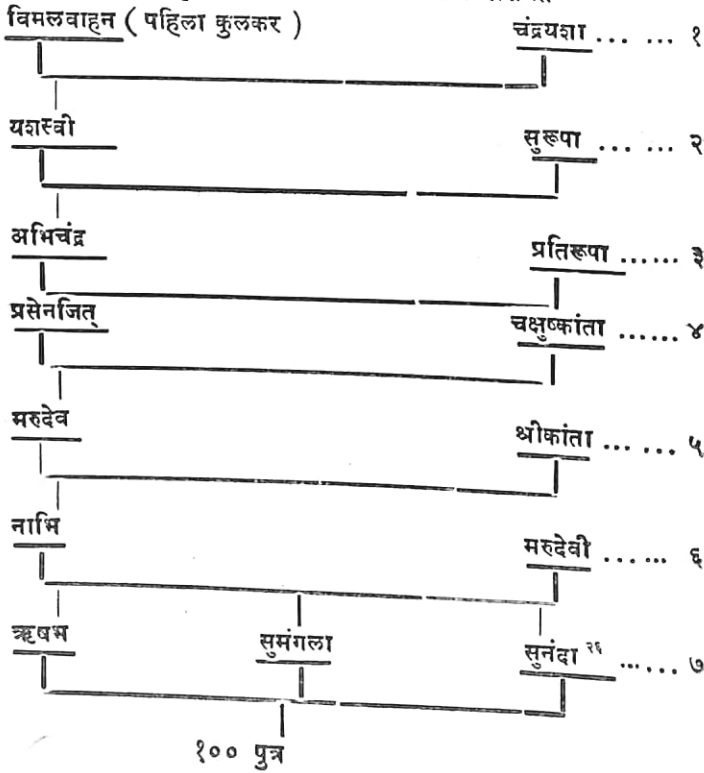 विमलवाहन ( पहिला कुलकर ) चंद्रयशा ... ... १
यशस्वी सुरूपा ... ... २
अभिचंद्र प्रतिरूपा ...... ३
प्रसेनजित् चक्षुष्कांता ...... ४
मरुदेव श्रीकांता ... ... ५
नाभि मरुदेवी ...... ६
ऋषभ सुमंगला सुनंदा २६ ...... ७
१०० पुत्र